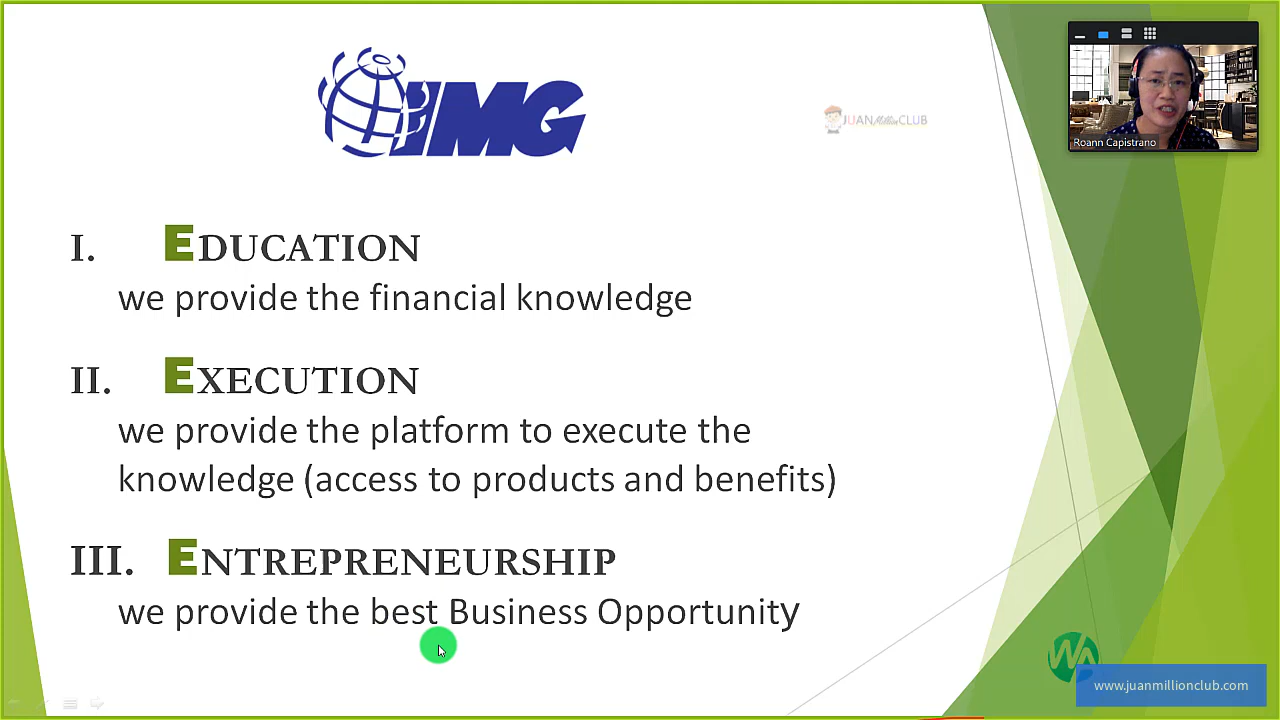 IMG
JUAN Million CLUB
Roann Capistrano
I. EDUCATION
we provide the financial knowledge
II. EXECUTION
we provide the platform to execute the
knowledge (access to products and benefits)
III. ENTREPRENEURSHIP
we provide the best Business Opportunity
www.juanmillionclub.com